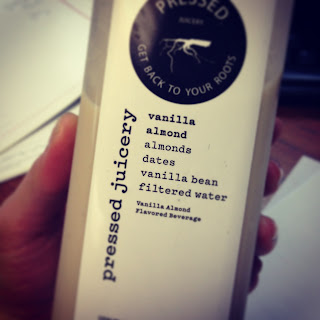 PRESSED
JUICERY
GET BACK TO YOUR ROOTS
pressed juicery
vanilla
almond
almonds
dates
vanilla bean
filtered water
Vanilla Almond
Flavored Beverage